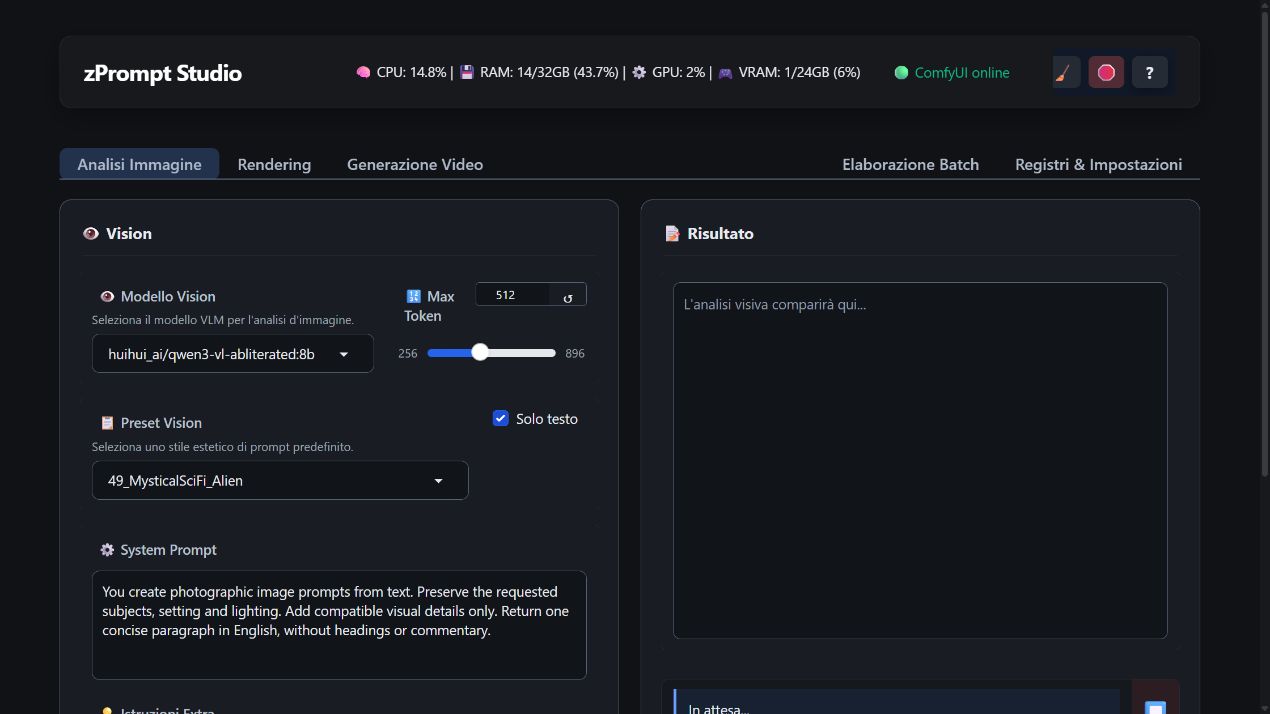 zPrompt Studio
CPU: 14.8% | RAM: 14/32GB (43.7%) | GPU: 2% | VRAM: 1/24GB (6%)
ComfyUI online
?
Analisi Immagine
Rendering
Generazione Video
Elaborazione Batch
Registri & Impostazioni
Vision
Modello Vision
Seleziona il modello VLM per l'analisi d'immagine.
huihui_ai/qwen3-vl-abliterated:8b
Max
Token
512
↺
256
896
Preset Vision
Seleziona uno stile estetico di prompt predefinito.
49_MysticalSciFi_Alien
Solo testo
System Prompt
You create photographic image prompts from text. Preserve the requested
subjects, setting and lighting. Add compatible visual details only. Return one
concise paragraph in English, without headings or commentary.
Istruzioni Extra
Risultato
L'analisi visiva comparirà qui...
In attesa...